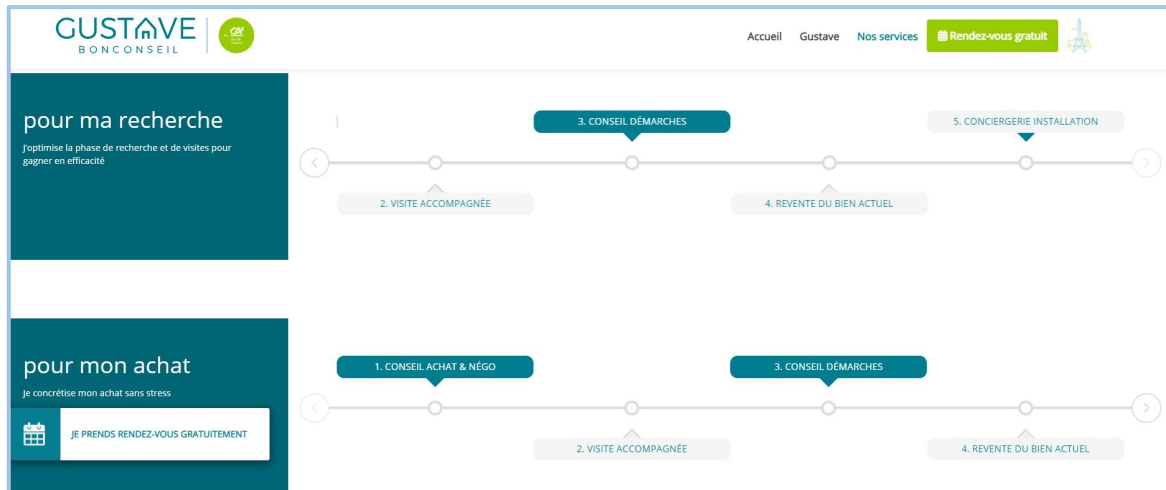 GUSTAVE
BONCONSEIL
Accueil Gustave Nos services Rendez-vous gratuit
pour ma recherche
J'optimise la phase de recherche et de visites pour
gagner en efficacité
3. CONSEIL DÉMARCHES
5. CONCIERGERIE INSTALLATION
2. VISITE ACCOMPAGNÉE
4. REVENTE DU BIEN ACTUEL
pour mon achat
Je concrétise mon achat sans stress
JE PRENDS RENDEZ-VOUS GRATUITEMENT
1. CONSEIL ACHAT & NÉGO
3. CONSEIL DÉMARCHES
2. VISITE ACCOMPAGNÉE
4. REVENTE DU BIEN ACTUEL